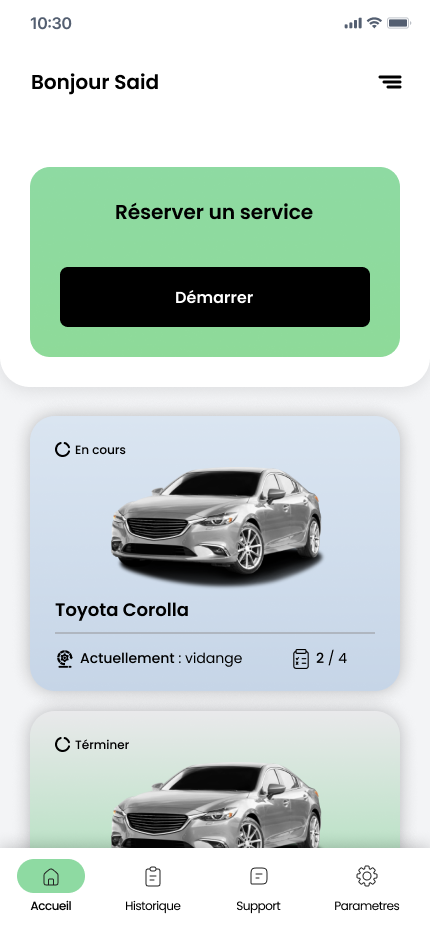 10:30
Bonjour Said
Réserver un service
Démarrer
En cours
Toyota Corolla
Actuellement : vidange
2 / 4
Términer
Accueil
Historique
Support
Parametres